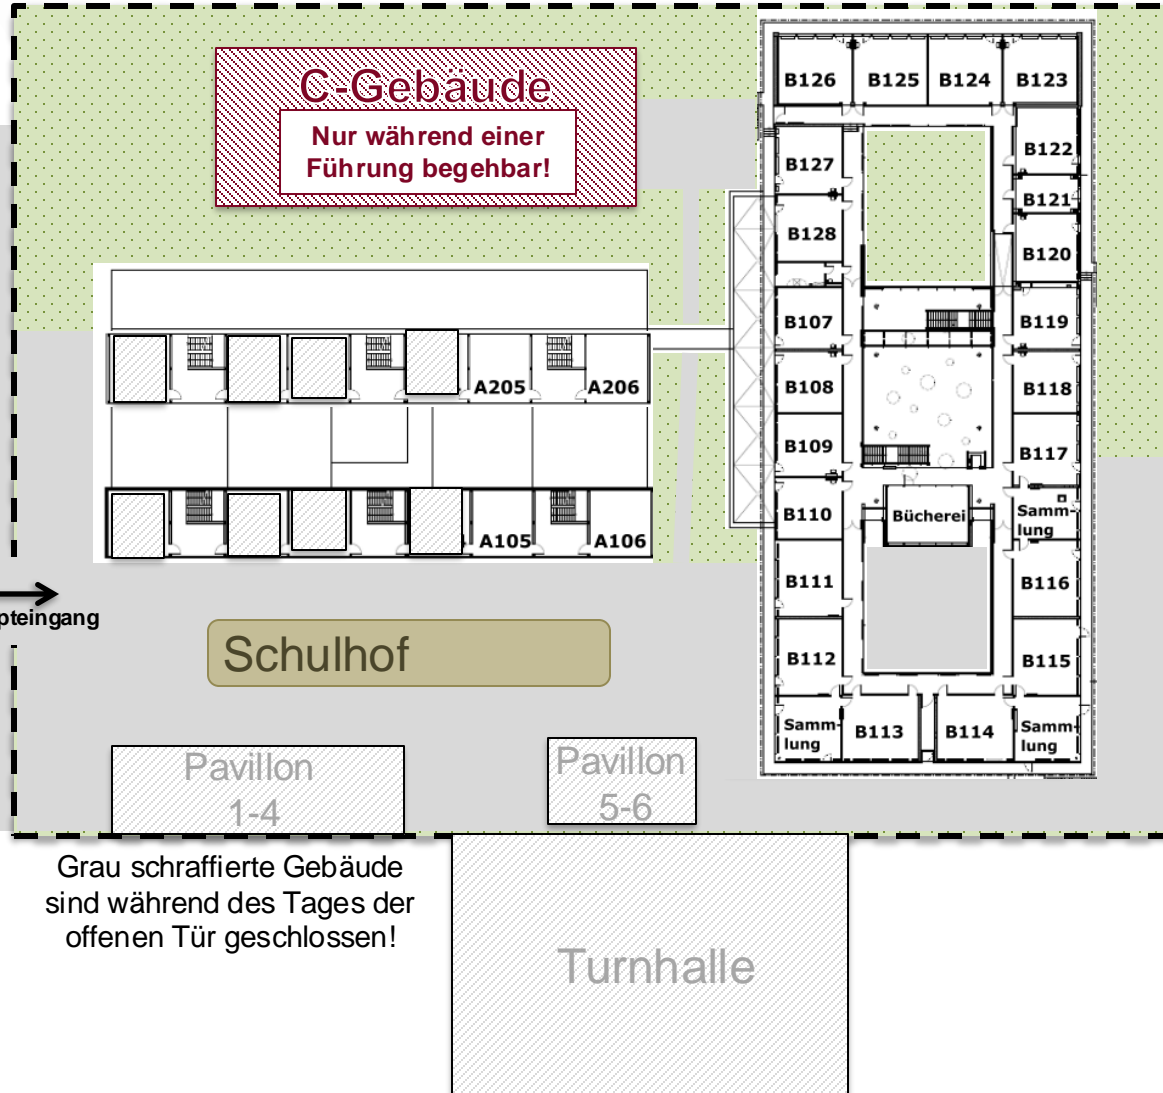 C-Gebäude
Nur während einer
Führung begehbar!
B126
B125
B124
B123
B127
B122
B121
B128
B120
B107
B119
A205
A206
B108
B118
B109
B117
B110
Bücherei
Samm-
lung
A105
A106
B111
B116
pteingang
Schulhof
B112
B115
Samm-
lung
B113
B114
Samm-
lung
Pavillon
1-4
Pavillon
5-6
Grau schraffierte Gebäude
sind während des Tages der
offenen Tür geschlossen!
Turnhalle